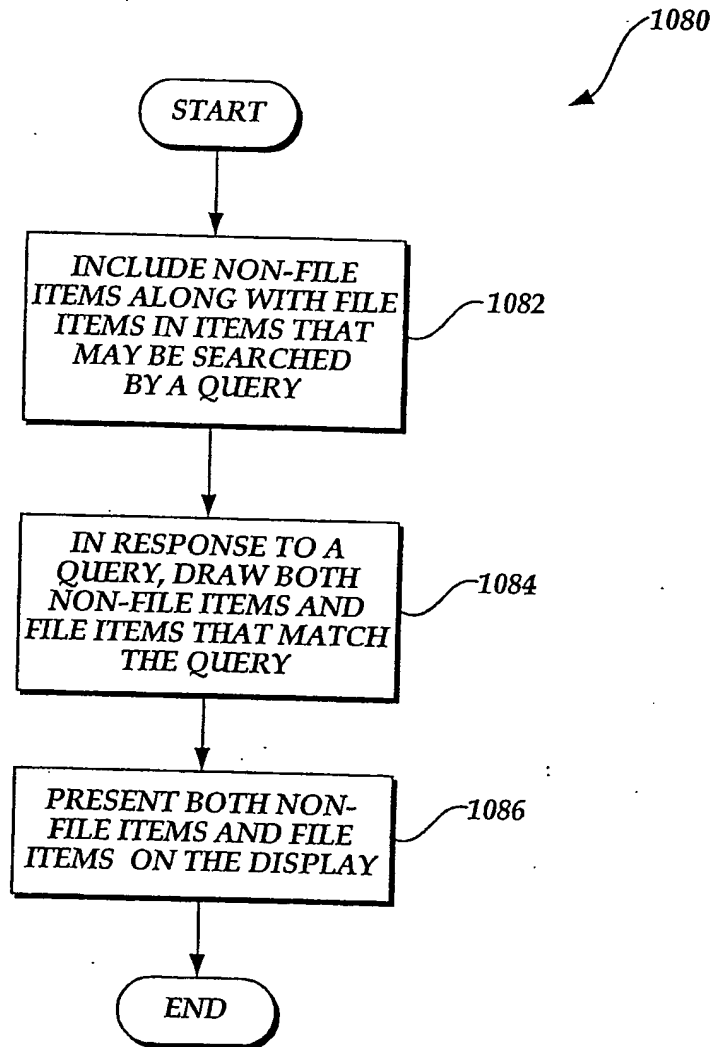 1080
START
INCLUDE NON-FILE
ITEMS ALONG WITH FILE
ITEMS IN ITEMS THAT
MAY BE SEARCHED
BY A QUERY
1082
IN RESPONSE TO A
QUERY, DRAW BOTH
NON-FILE ITEMS AND
FILE ITEMS THAT MATCH
THE QUERY
1084
PRESENT BOTH NON-
FILE ITEMS AND FILE
ITEMS ON THE DISPLAY
1086
END